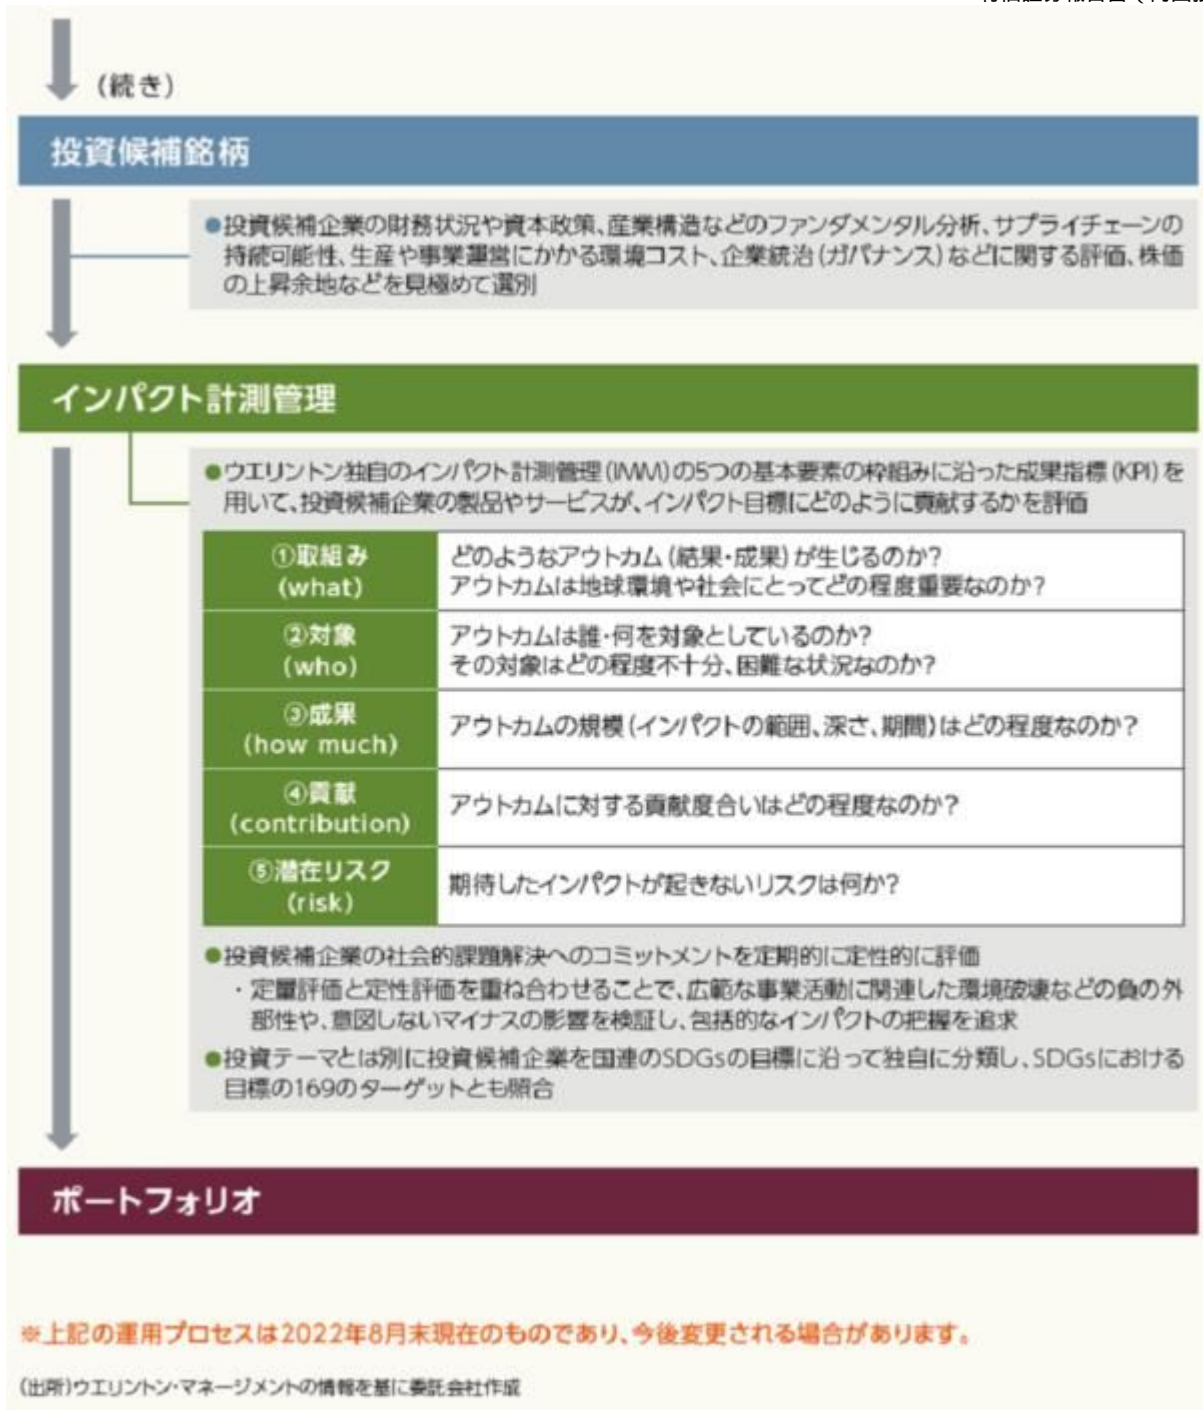 (続き)
投資候補銘柄
●投資候補企業の財務状況や資本政策、産業構造などのファンダメンタル分析、サプライチェーンの
持続可能性、生産や事業運営にかかる環境コスト、企業統治(ガバナンス)などに関する評価、株価
の上昇余地などを見極めて選別
インパクト計測管理
●ウエリントン独自のインパクト計測管理(IMM)の5つの基本要素の枠組みに沿った成果指標(KPI)を
用いて、投資候補企業の製品やサービスが、インパクト目標にどのように貢献するかを評価
①取組み
(what)
どのようなアウトカム(結果・成果)が生じるのか?
アウトカムは地球環境や社会にとってどの程度重要なのか?
②対象
(who)
アウトカムは誰・何を対象としているのか?
その対象はどの程度不十分、困難な状況なのか?
③成果
(how much)
アウトカムの規模(インパクトの範囲、深さ、期間)はどの程度なのか?
④貢献
(contribution)
アウトカムに対する貢献度合いはどの程度なのか?
⑤潜在リスク
(risk)
期待したインパクトが起きないリスクは何か?
●投資候補企業の社会的課題解決へのコミットメントを定期的に定性的に評価
・定量評価と定性評価を重ね合わせることで、広範な事業活動に関連した環境破壊などの負の外
部性や、意図しないマイナスの影響を検証し、包括的なインパクトの把握を追求
●投資テーマとは別に投資候補企業を国連のSDGsの目標に沿って独自に分類し、SDGsにおける
目標の169のターゲットとも照合
ポートフォリオ
※上記の運用プロセスは2022年8月末現在のものであり、今後変更される場合があります。
(出所)ウエリントン・マネージメントの情報を基に委託会社作成